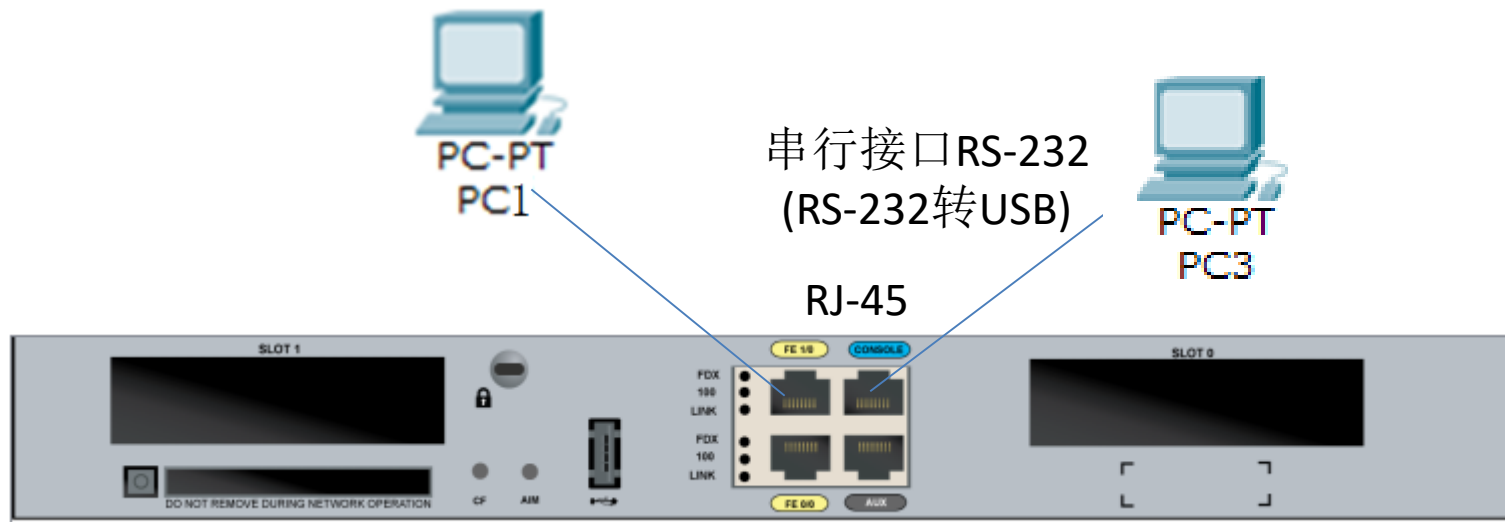 PC-PT
PC1
串行接口RS-232
(RS-232转USB)
PC-PT
PC3
RJ-45
SLOT 1
FE 1/0
CONSOLE
SLOT 0
FDX
100
LINK
FDX
100
LINK
DO NOT REMOVE DURING NETWORK OPERATION
CF
AIM
FE 0/0
AUX